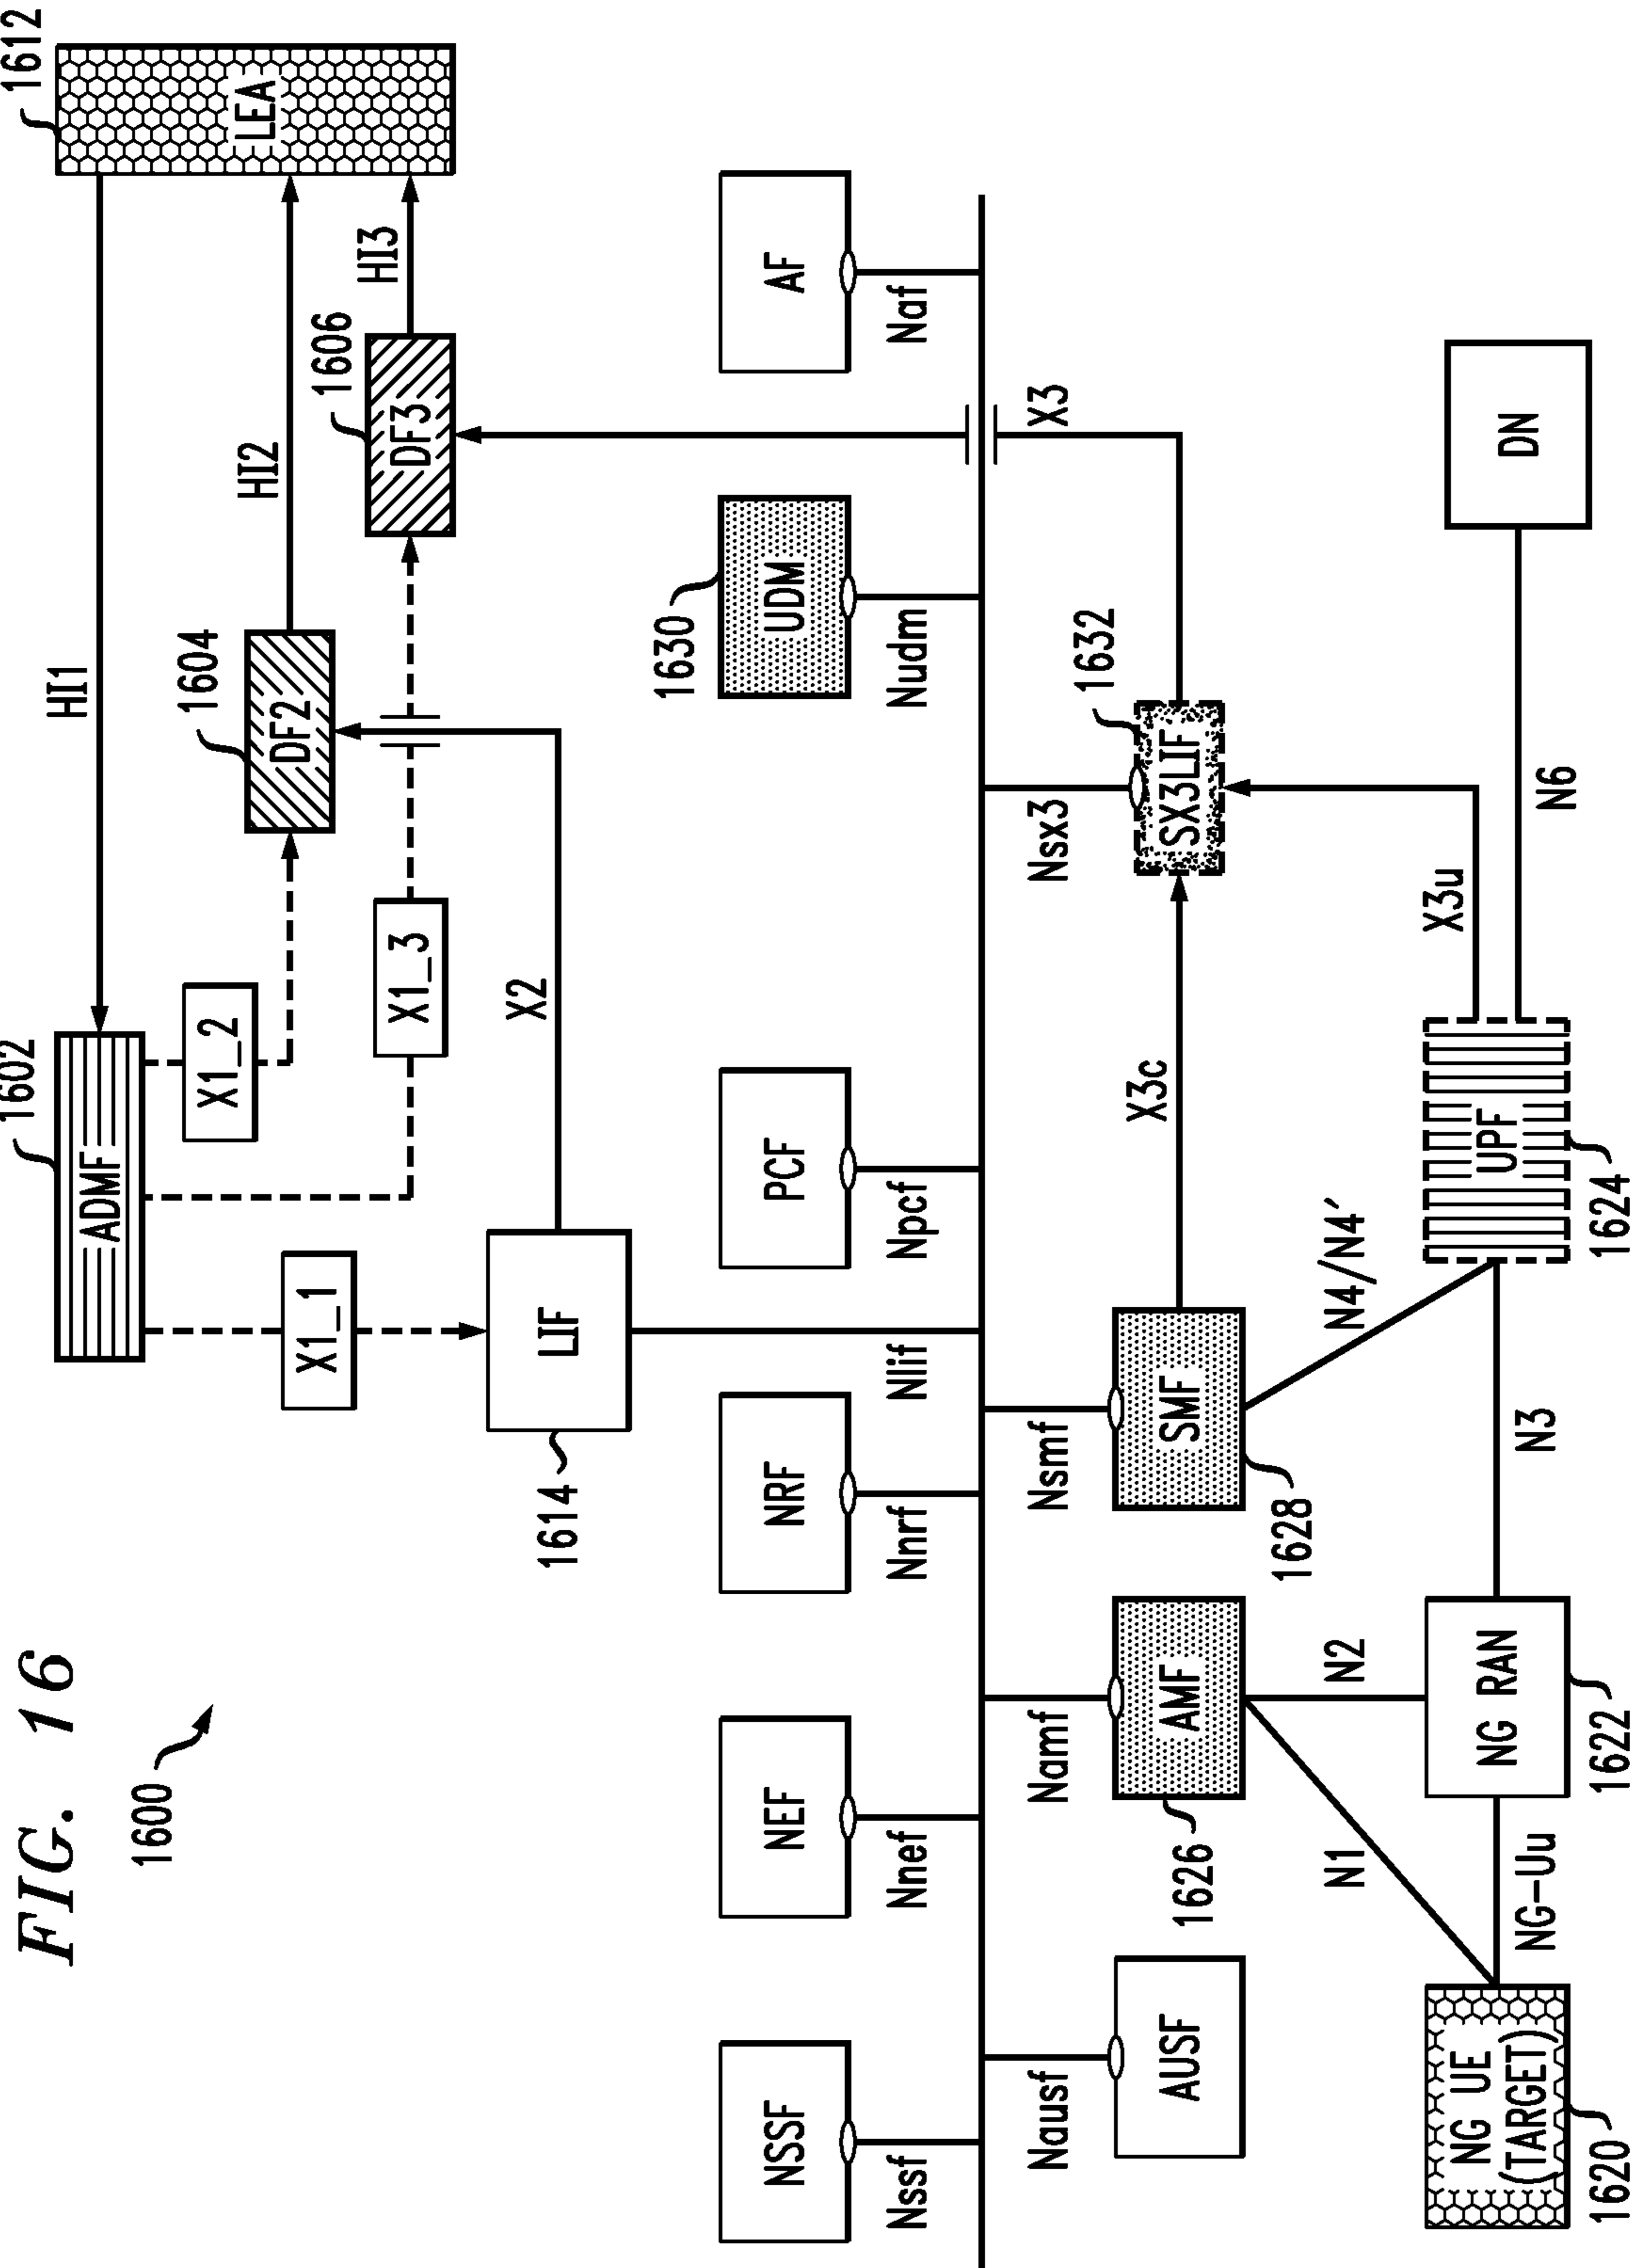 FIG. 16
1600
1602
ADMF
HI1
LEA
1612
X1_2
1604
DF2
HI2
X1_1
X1_3
1606
DF3
HI3
LIF
1614
X2
NSSF
Nssf
NEF
Nnef
NRF
Nnrf
Nlif
PCF
Npcf
1630
UDM
Nudm
AF
Naf
X3
Nausf
AUSF
Namf
AMF
1626
Nsmf
SMF
1628
X3c
Nsx3
SX3LIF
1632
N1
N2
N4/N4′
X3u
NG UE
(TARGET)
1620
NG-Uu
NG RAN
1622
N3
UPF
1624
N6
DN